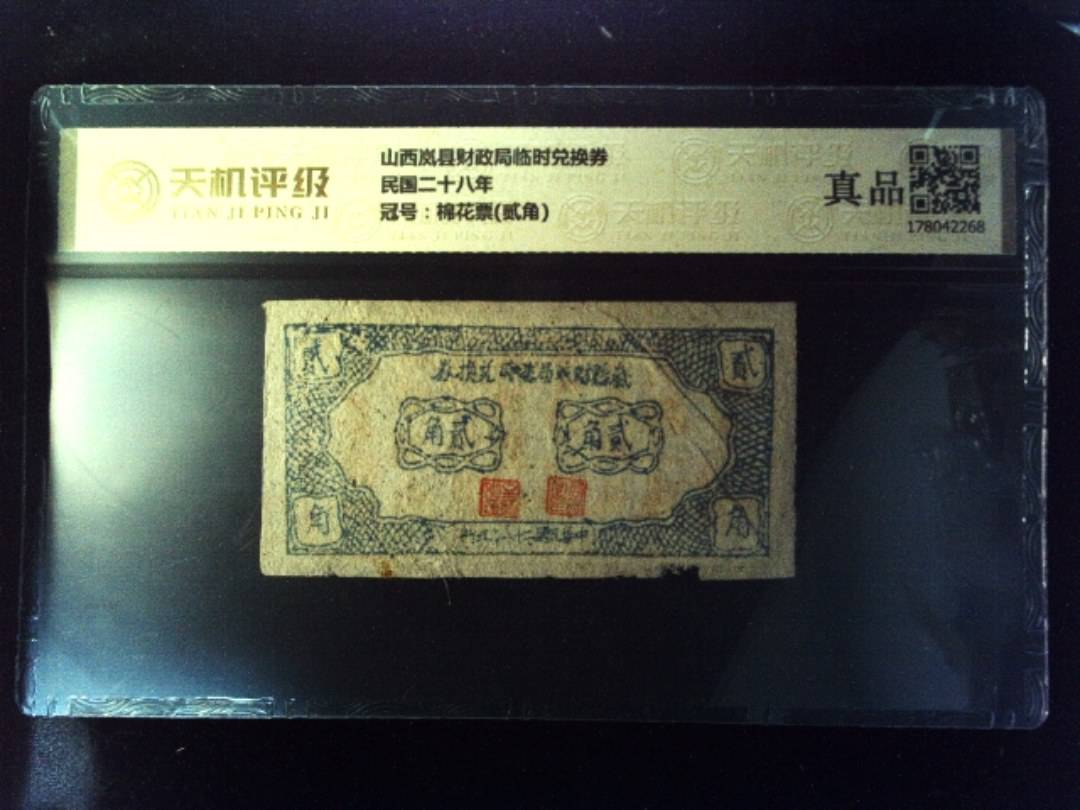 天机评级
TIAN JI PING JI
山西岚县财政局临时兑换券
民国二十八年
冠号：棉花票(贰角)
真品
178042268
贰
贰
角贰
角贰
角
角